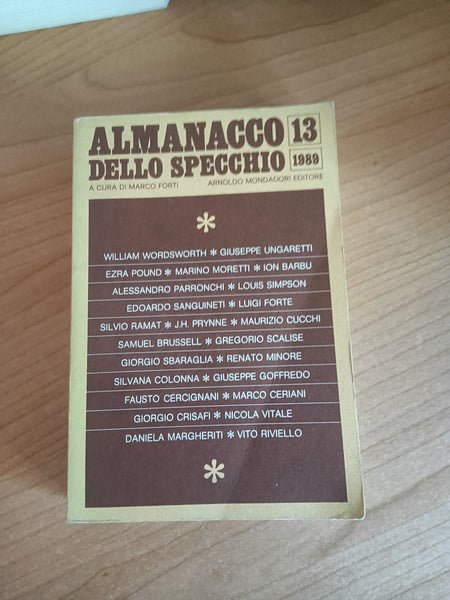 ALMANACCO 13
DELLO SPECCHIO 1989
A CURA DI MARCO FORTI ARNOLDO MONDADORI EDITORE
*
WILLIAM WORDSWORTH * GIUSEPPE UNGARETTI
EZRA POUND * MARINO MORETTI * ION BARBU
ALESSANDRO PARRONCHI * LOUIS SIMPSON
EDOARDO SANGUINETI * LUIGI FORTE
SILVIO RAMAT * J.H. PRYNNE * MAURIZIO CUCCHI
SAMUEL BRUSSELL * GREGORIO SCALISE
GIORGIO SBARAGLIA * RENATO MINORE
SILVANA COLONNA * GIUSEPPE GOFFREDO
FAUSTO CERCIGNANI * MARCO CERIANI
GIORGIO CRISAFI * NICOLA VITALE
DANIELA MARGHERITI * VITO RIVIELLO
*